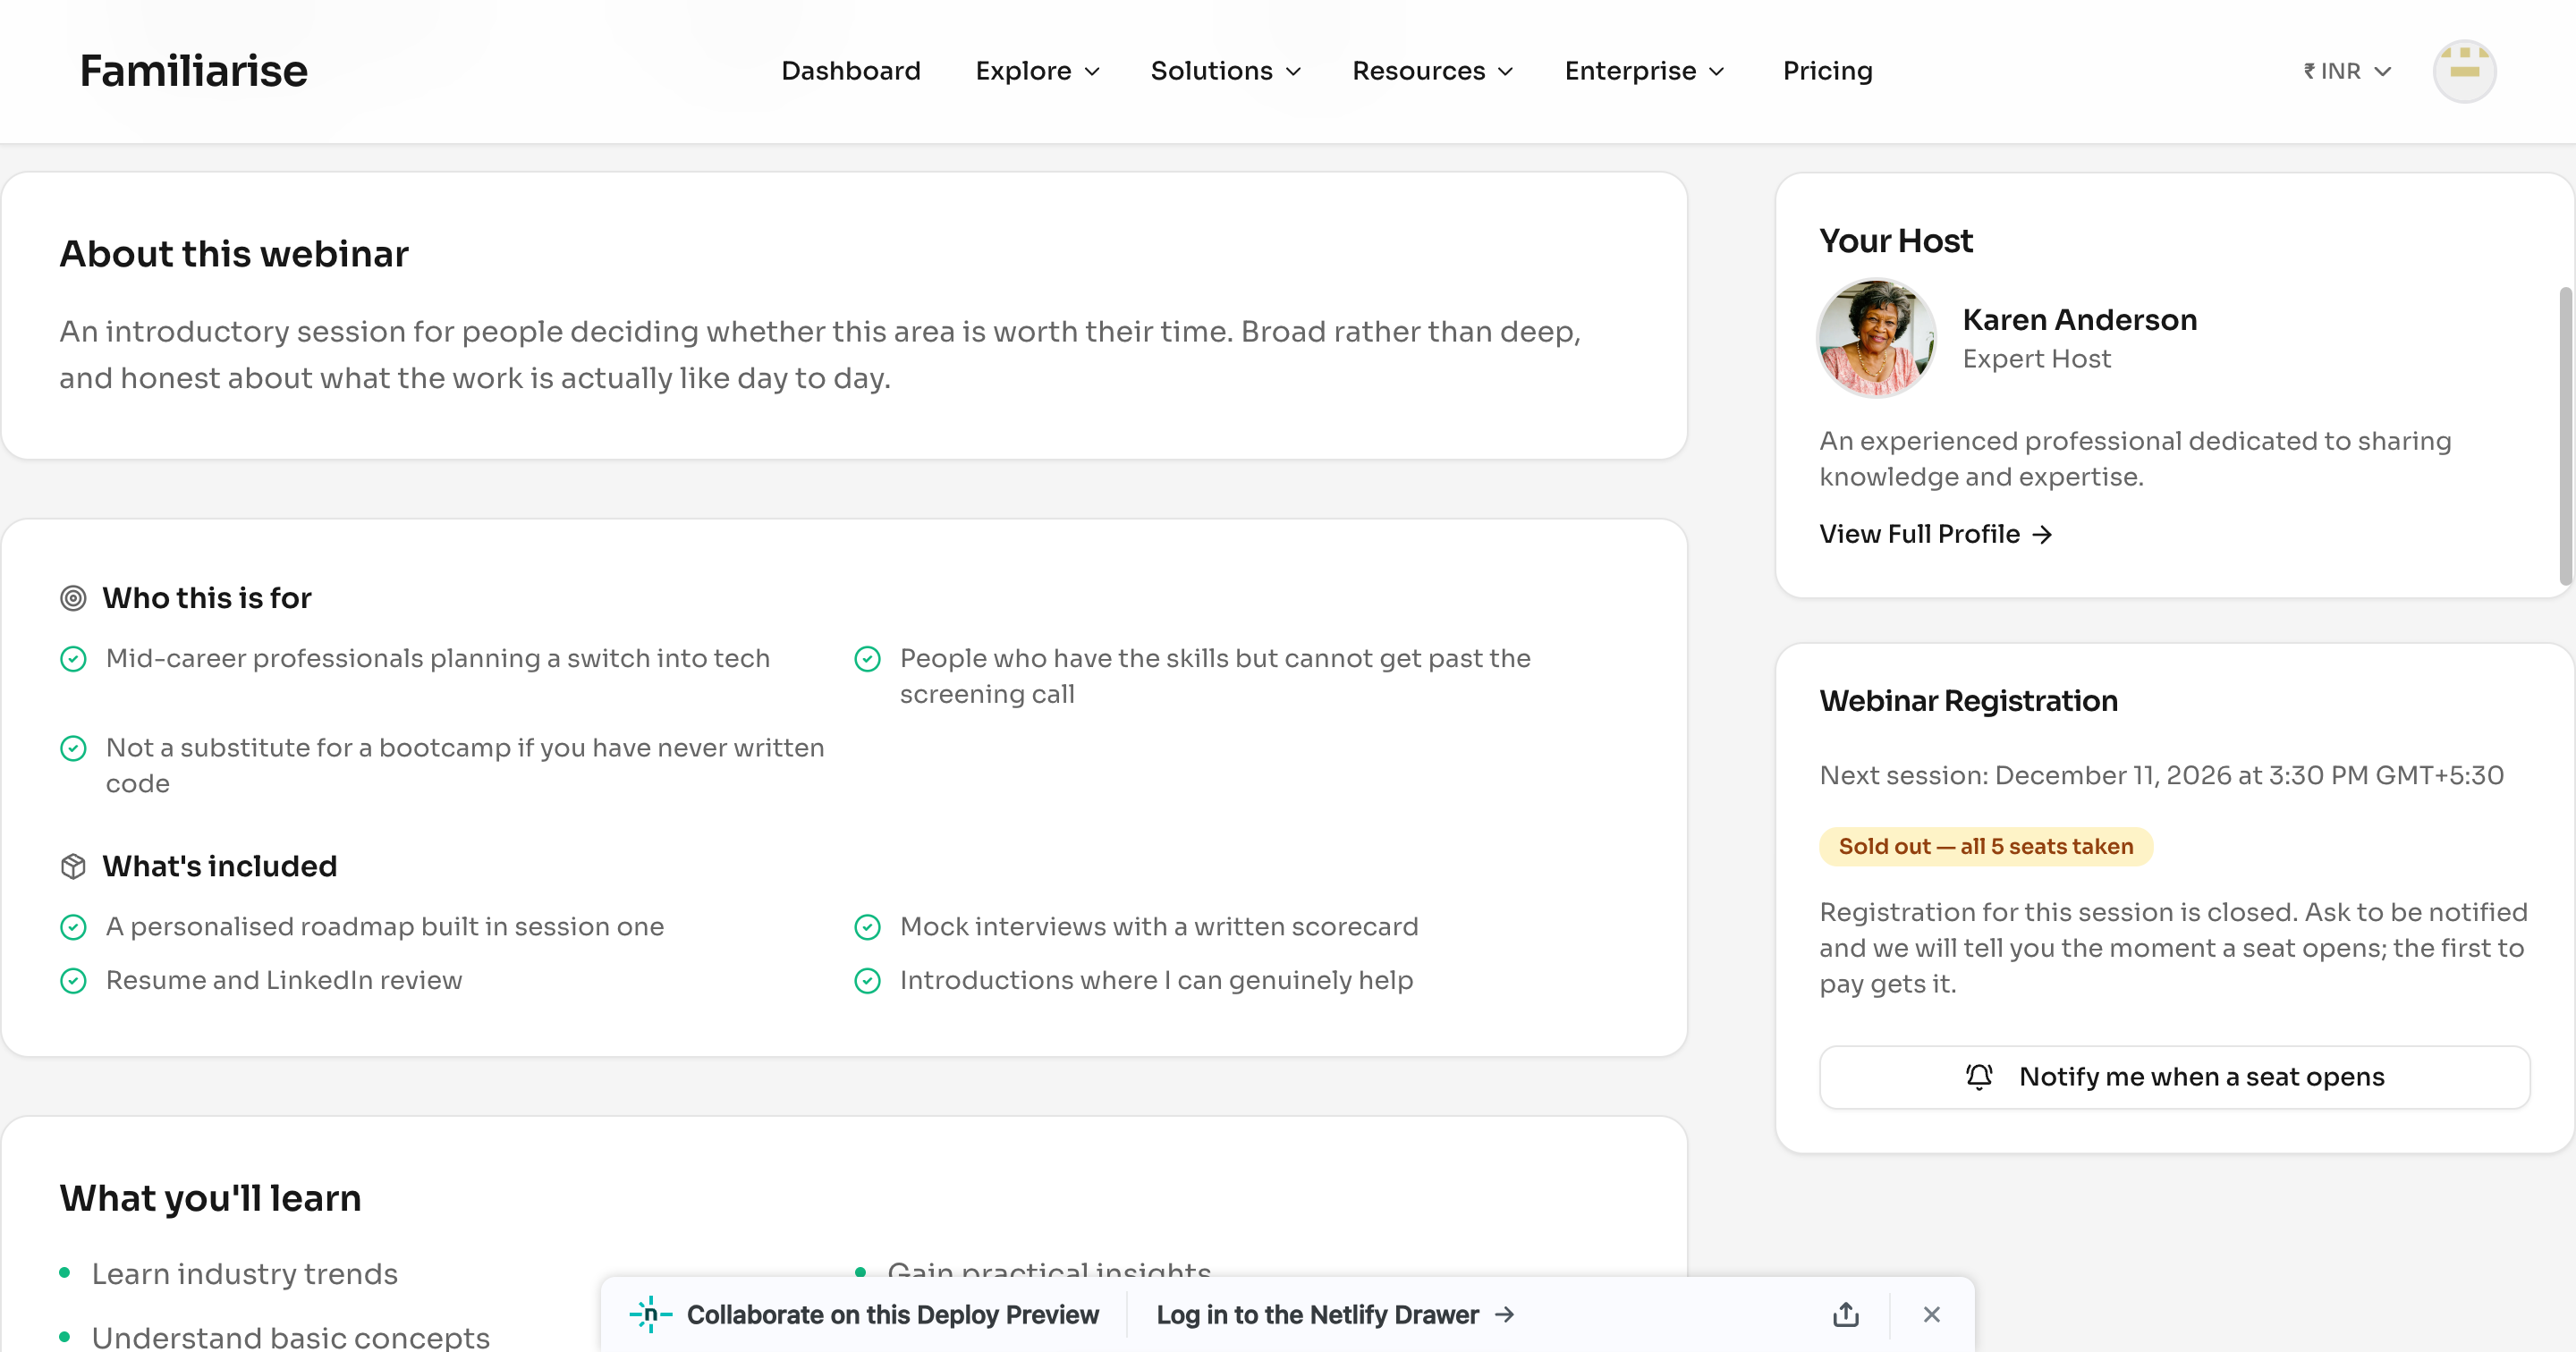 Familiarise
Dashboard
Explore
Solutions
Resources
Enterprise
Pricing
₹ INR
About this webinar
An introductory session for people deciding whether this area is worth their time. Broad rather than deep,
and honest about what the work is actually like day to day.
Who this is for
Mid-career professionals planning a switch into tech
People who have the skills but cannot get past the
screening call
Not a substitute for a bootcamp if you have never written
code
What's included
A personalised roadmap built in session one
Mock interviews with a written scorecard
Resume and LinkedIn review
Introductions where I can genuinely help
What you'll learn
Learn industry trends
Gain practical insights
Understand basic concepts
Your Host
Karen Anderson
Expert Host
An experienced professional dedicated to sharing
knowledge and expertise.
View Full Profile →
Webinar Registration
Next session: December 11, 2026 at 3:30 PM GMT+5:30
Sold out — all 5 seats taken
Registration for this session is closed. Ask to be notified
and we will tell you the moment a seat opens; the first to
pay gets it.
Notify me when a seat opens
Collaborate on this Deploy Preview
Log in to the Netlify Drawer →